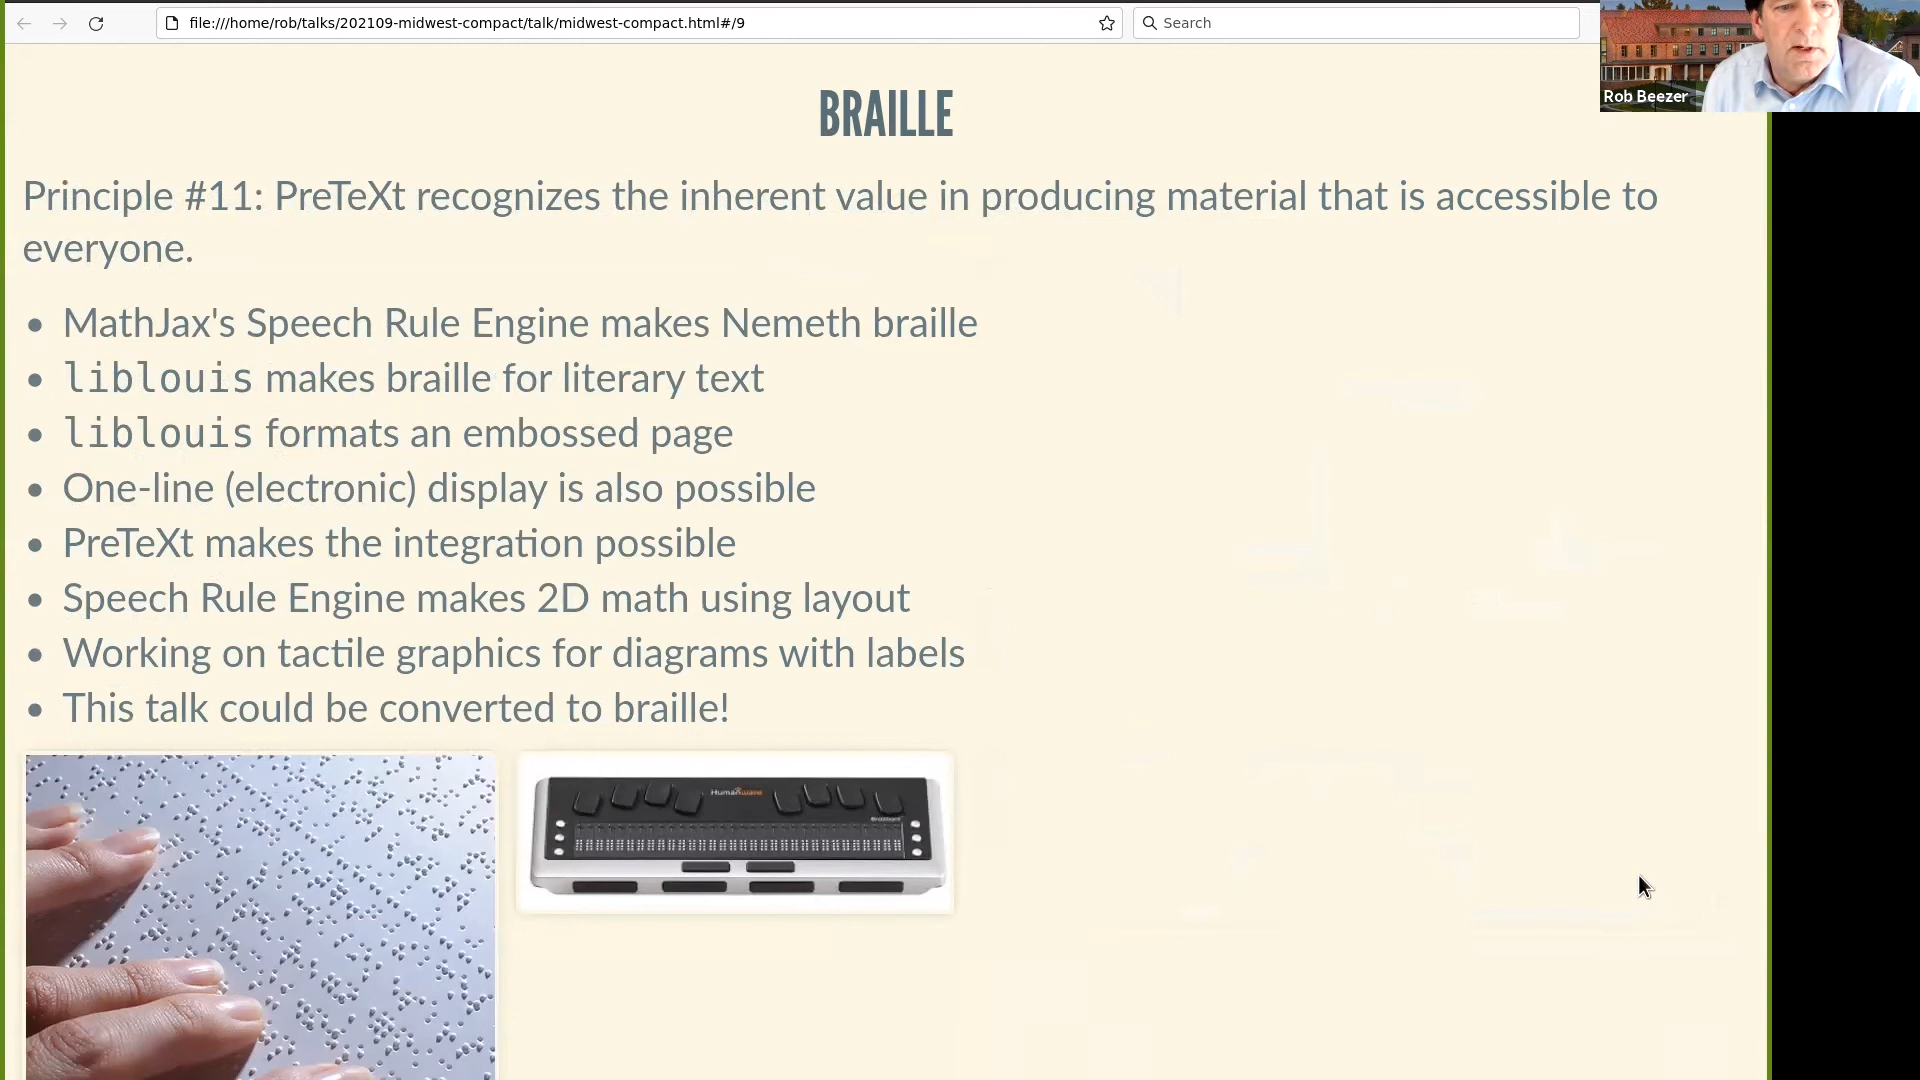 file:///home/rob/talks/202109-midwest-compact/talk/midwest-compact.html#/9
Search
Rob Beezer
BRAILLE
Principle #11: PreTeXt recognizes the inherent value in producing material that is accessible to
everyone.
• MathJax's Speech Rule Engine makes Nemeth braille
• liblouis makes braille for literary text
• liblouis formats an embossed page
• One-line (electronic) display is also possible
• PreTeXt makes the integration possible
• Speech Rule Engine makes 2D math using layout
• Working on tactile graphics for diagrams with labels
• This talk could be converted to braille!
Humanware